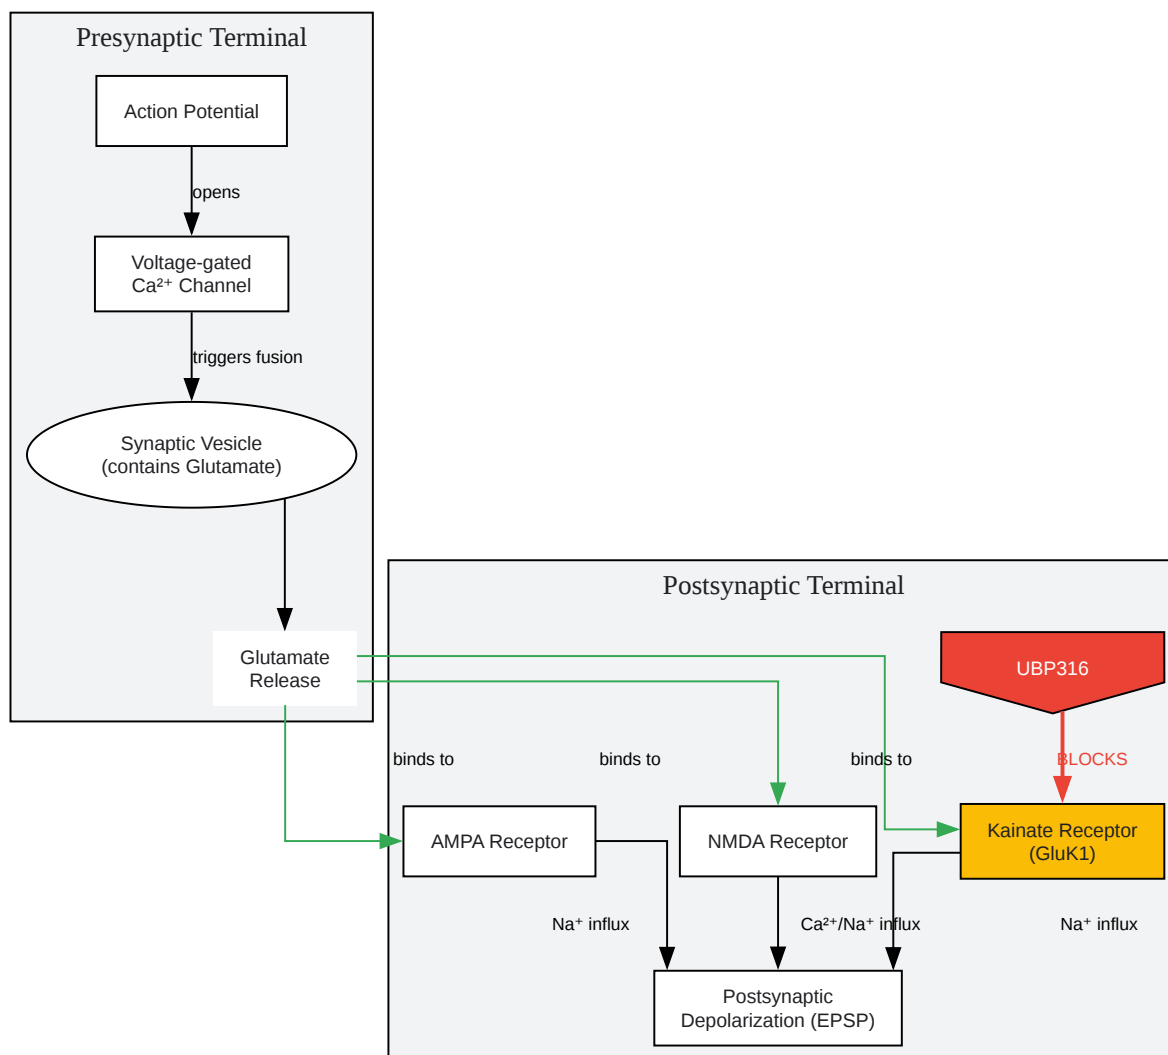 Presynaptic Terminal
Action Potential
opens
Voltage-gated
Ca²⁺ Channel
triggers fusion
Synaptic Vesicle
(contains Glutamate)
Glutamate
Release
Postsynaptic Terminal
UBP316
binds to
binds to
binds to
BLOCKS
AMPA Receptor
NMDA Receptor
Kainate Receptor
(GluK1)
Na⁺ influx
Ca²⁺/Na⁺ influx
Na⁺ influx
Postsynaptic
Depolarization (EPSP)